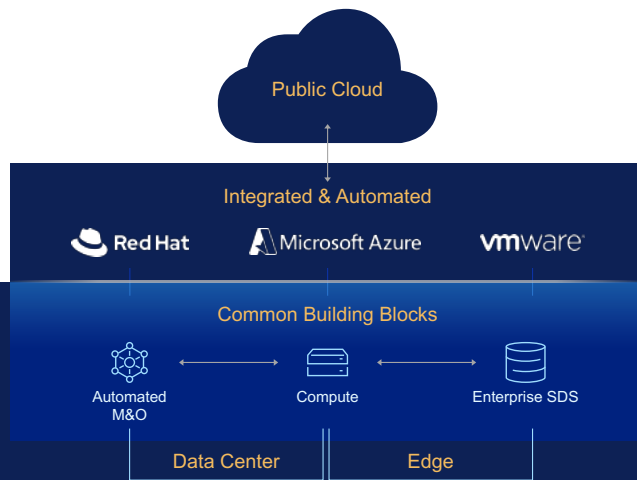 Public Cloud
Integrated & Automated
Red Hat
Microsoft Azure
vmware
Common Building Blocks
Automated
M&O
Compute
Enterprise SDS
Data Center
Edge